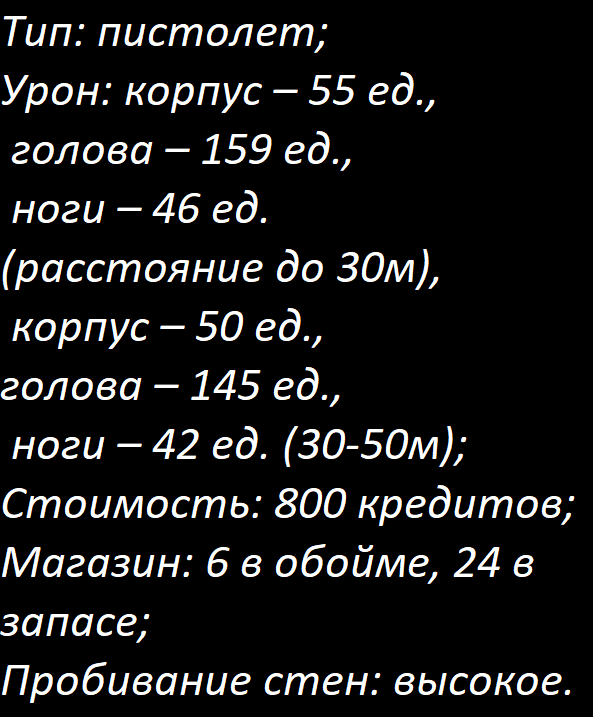 Тип: пистолет;
Урон: корпус – 55 ед.,
голова – 159 ед.,
ноги – 46 ед.
(расстояние до 30м),
корпус – 50 ед.,
голова – 145 ед.,
ноги – 42 ед. (30-50м);
Стоимость: 800 кредитов;
Магазин: 6 в обойме, 24 в
запасе;
Пробивание стен: высокое.